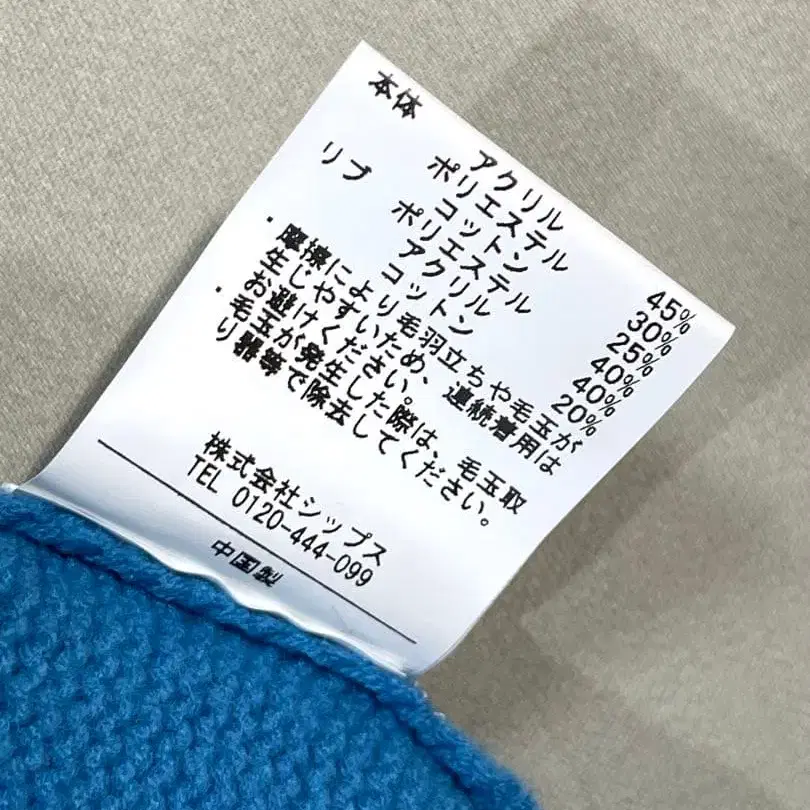 本体 アクリル 45%
ポリエステル 30%
コットン 25%
リブ ポリエステル 40%
アクリル 40%
コットン 20%
・摩擦により毛羽立ちや毛玉が
生じやすいため、連続着用は
お避けください。
・毛玉が発生した際は、毛玉取
り器等で除去してください。
株式会社シップス
TEL 0120-444-099
中国製